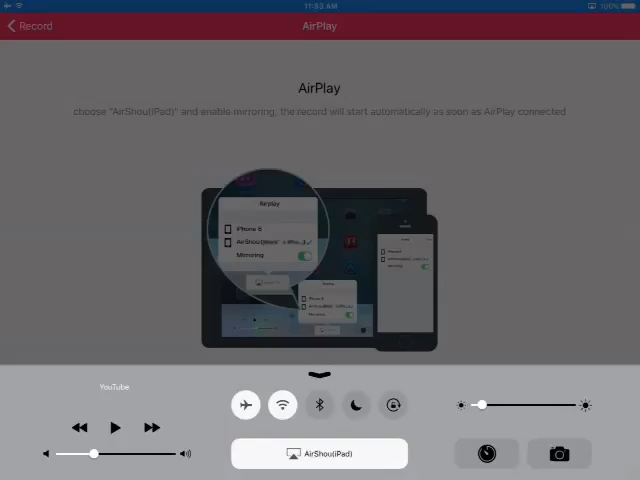 11:53 AM
100%
Record
AirPlay
AirPlay
choose "AirShou(iPad)" and enable mirroring, the record will start automatically as soon as AirPlay connected
Airplay
iPhone 6
Mirroring
YouTube
AirShou(iPad)